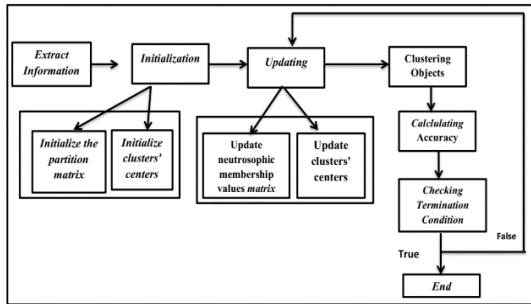 Extract
Information
Initialization
Updating
Clustering
Objects
Initialize the
partition
matrix
Initialize
clusters'
centers
Update
neutrosophic
membership
values matrix
Update
clusters'
centers
Calclulating
Accuracy
Checking
Termination
Condition
False
True
End